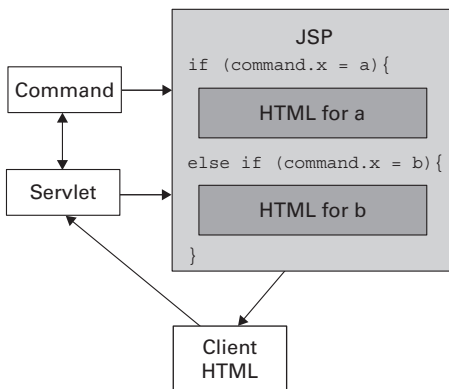 JSP
if (command.x = a){
Command
HTML for a
else if (command.x = b){
Servlet
HTML for b
}
Client
HTML